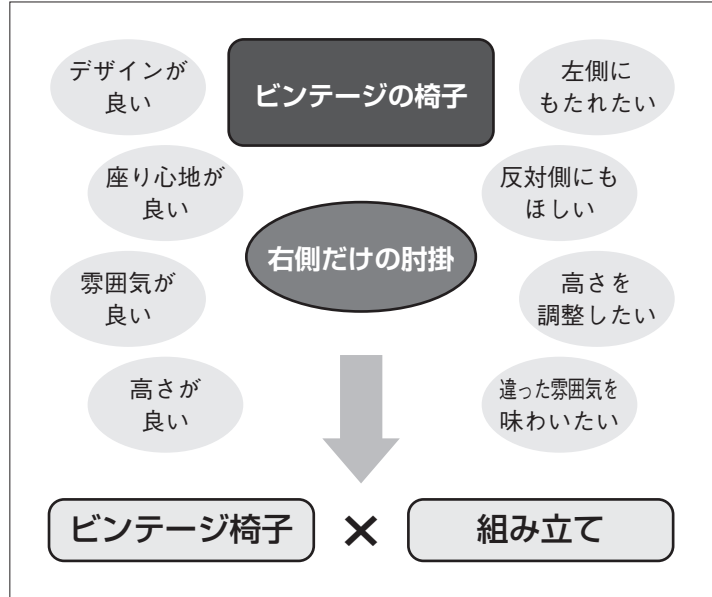 デザインが
良い
ビンテージの椅子
左側に
もたれたい
座り心地が
良い
反対側にも
ほしい
右側だけの肘掛
雰囲気が
良い
高さを
調整したい
高さが
良い
違った雰囲気を
味わいたい
ビンテージ椅子
×
組み立て